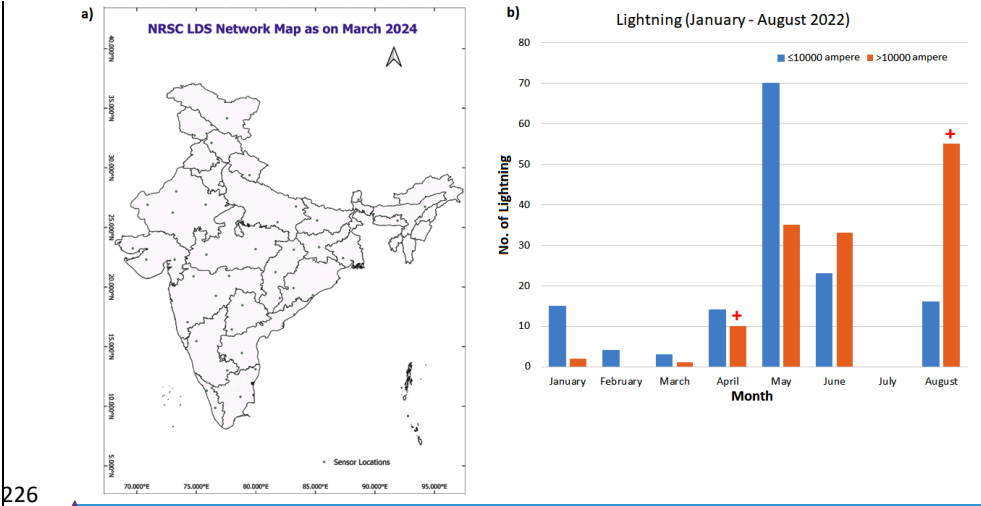 a)
NRSC LDS Network Map as on March 2024
40.000°N
35.000°N
30.000°N
25.000°N
20.000°N
15.000°N
10.000°N
5.000°N
Sensor Locations
70.000°E 75.000°E 80.000°E 85.000°E 90.000°E 95.000°E
b)
Lightning (January - August 2022)
≤10000 ampere >10000 ampere
No. of Lightning
80
70
60
50
40
30
20
10
0
+
+
January February March April May June July August
Month
226